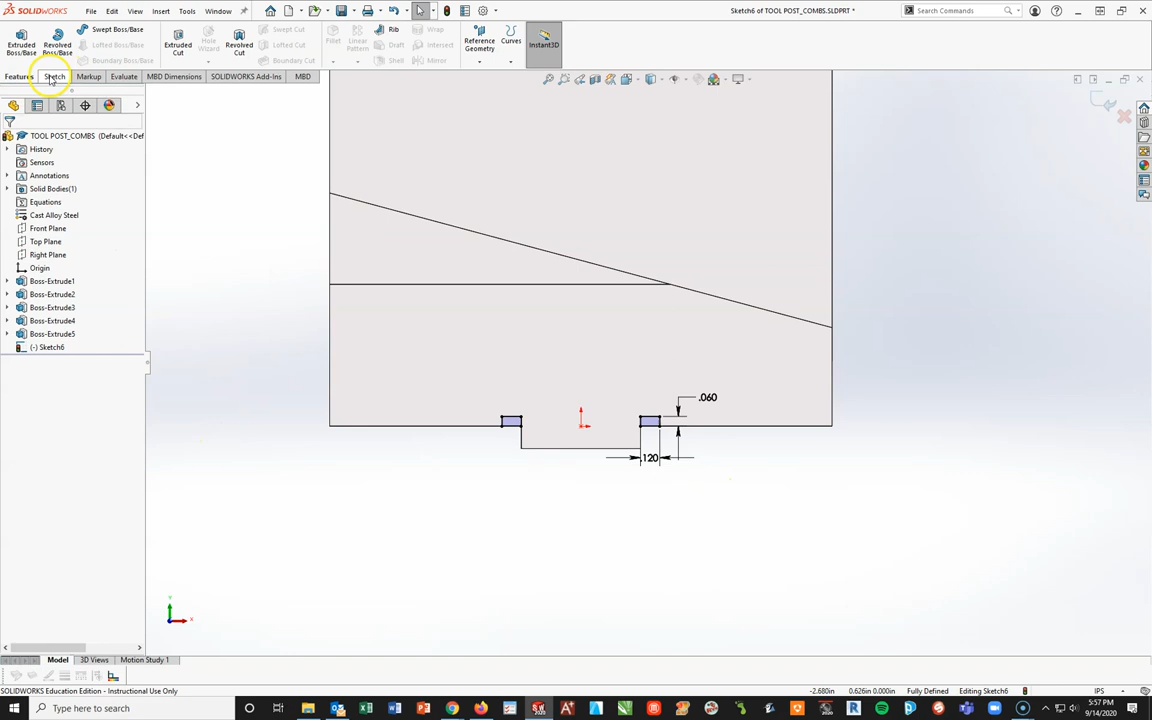 SOLIDWORKS File Edit View Insert Tools Window Sketch6 of TOOL POST_COMBS.SLDPRT * Search Commands
Extruded Boss/Base
Revolved Boss/Base
Swept Boss/Base
Lofted Boss/Base
Boundary Boss/Base
Extruded Cut
Hole Wizard
Revolved Cut
Swept Cut
Lofted Cut
Boundary Cut
Fillet
Linear Pattern
Rib
Draft
Shell
Wrap
Intersect
Mirror
Reference Geometry
Curves
Instant3D
Features Sketch Markup Evaluate MBD Dimensions SOLIDWORKS Add-Ins MBD
TOOL POST_COMBS (Default<<Def
History
Sensors
Annotations
Solid Bodies(1)
Equations
Cast Alloy Steel
Front Plane
Top Plane
Right Plane
Origin
Boss-Extrude1
Boss-Extrude2
Boss-Extrude3
Boss-Extrude4
Boss-Extrude5
(-) Sketch6
.060
.120
Y
X
Model 3D Views Motion Study 1
SOLIDWORKS Education Edition - Instructional Use Only -2.680in 0.626in 0.000in Fully Defined Editing Sketch6 IPS
Type here to search
5:57 PM
9/14/2020